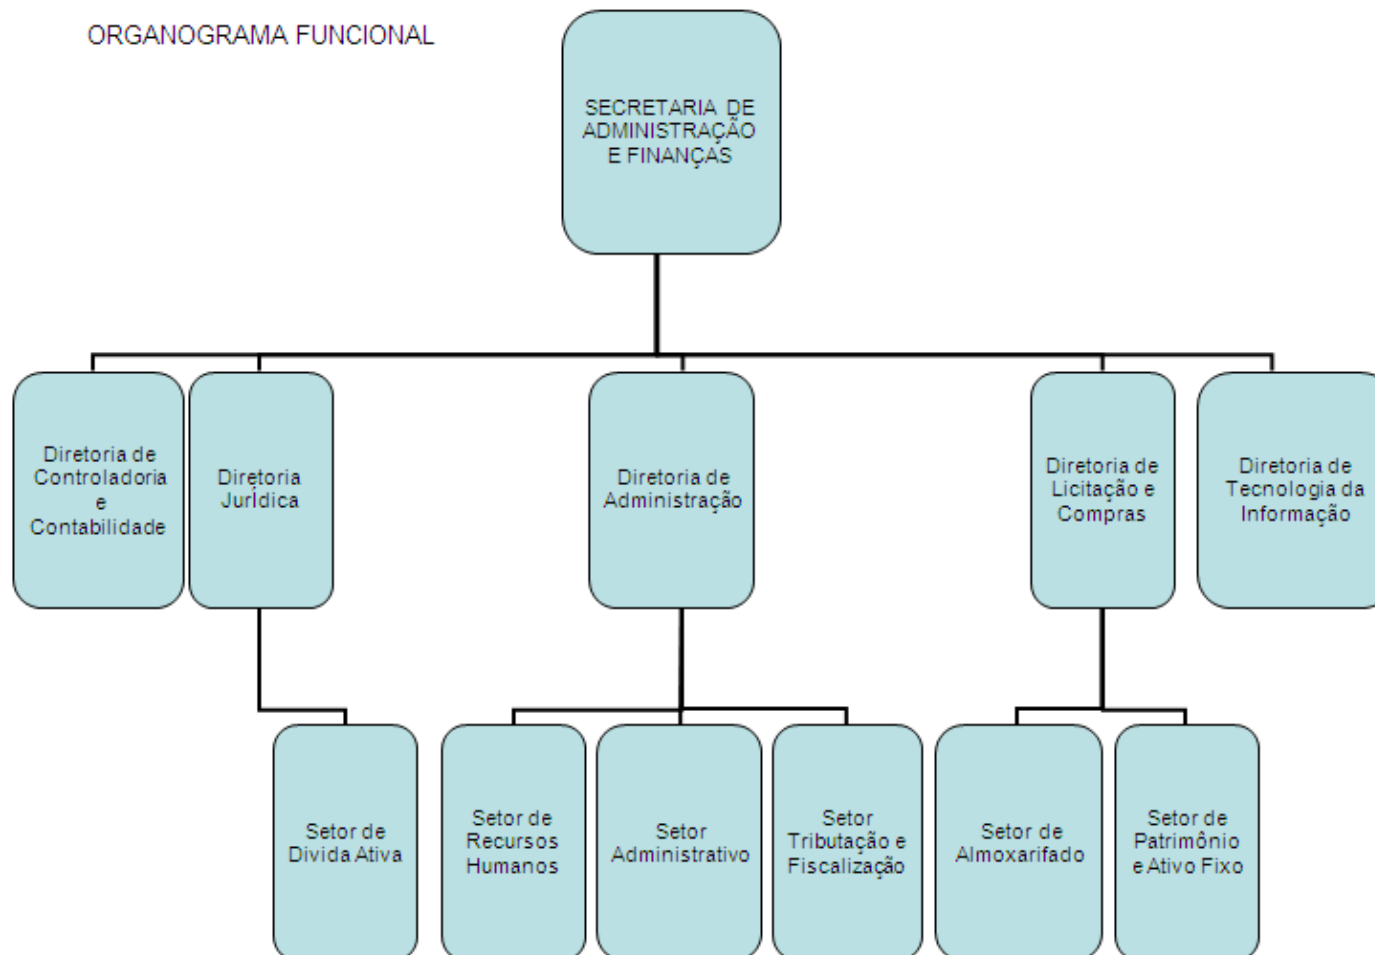 ORGANOGRAMA FUNCIONAL
SECRETARIA DE
ADMINISTRAÇÃO
E FINANÇAS
Diretoria de
Controladoria
e
Contabilidade
Diretoria
Jurídica
Diretoria de
Administração
Diretoria de
Licitação e
Compras
Diretoria de
Tecnologia da
Informação
Setor de
Divida Ativa
Setor de
Recursos
Humanos
Setor
Administrativo
Setor
Tributação e
Fiscalização
Setor de
Almoxarifado
Setor de
Patrimônio
e Ativo Fixo